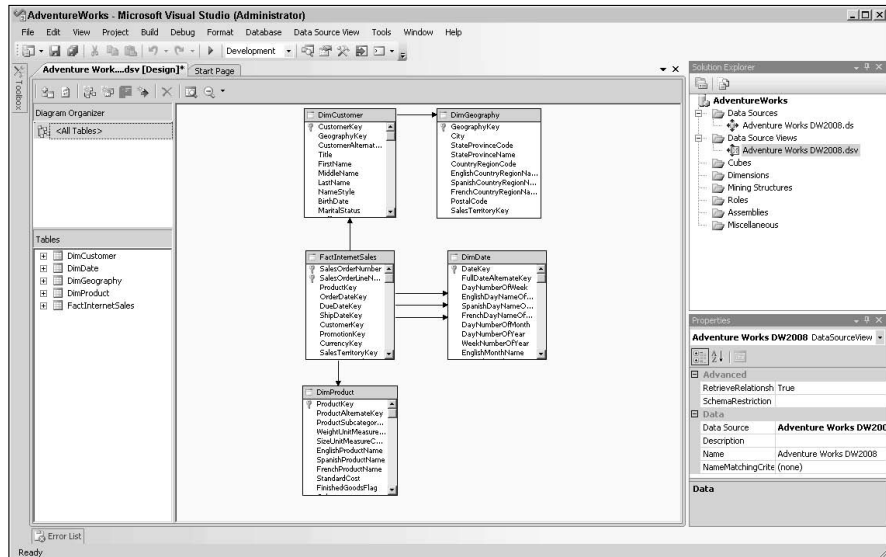 AdventureWorks - Microsoft Visual Studio (Administrator)
File Edit View Project Build Debug Format Database Data Source View Tools Window Help
Development
Toolbox
Adventure Work....dsv [Design]* Start Page
Diagram Organizer
<All Tables>
Tables
DimCustomer
DimDate
DimGeography
DimProduct
FactInternetSales
DimCustomer
CustomerKey
GeographyKey
CustomerAlternat...
Title
FirstName
MiddleName
LastName
NameStyle
BirthDate
MaritalStatus
DimGeography
GeographyKey
City
StateProvinceCode
StateProvinceName
CountryRegionCode
EnglishCountryRegionNa...
SpanishCountryRegionNa...
FrenchCountryRegionNa...
PostalCode
SalesTerritoryKey
FactInternetSales
SalesOrderNumber
SalesOrderLineN...
ProductKey
OrderDateKey
DueDateKey
ShipDateKey
CustomerKey
PromotionKey
CurrencyKey
SalesTerritoryKey
DimDate
DateKey
FullDateAlternateKey
DayNumberOfWeek
EnglishDayNameOf...
SpanishDayNameO...
FrenchDayNameOf...
DayNumberOfMonth
DayNumberOfYear
WeekNumberOfYear
EnglishMonthName
DimProduct
ProductKey
ProductAlternateKey
ProductSubcategor...
WeightUnitMeasure...
SizeUnitMeasureC...
EnglishProductName
SpanishProductName
FrenchProductName
StandardCost
FinishedGoodsFlag
Solution Explorer
AdventureWorks
Data Sources
Adventure Works DW2008.ds
Data Source Views
Adventure Works DW2008.dsv
Cubes
Dimensions
Mining Structures
Roles
Assemblies
Miscellaneous
Properties
Adventure Works DW2008 DataSourceView
Advanced
RetrieveRelationsh True
SchemaRestriction
Data
Data Source Adventure Works DW200
Description
Name Adventure Works DW2008
NameMatchingCrite (none)
Data
Error List
Ready